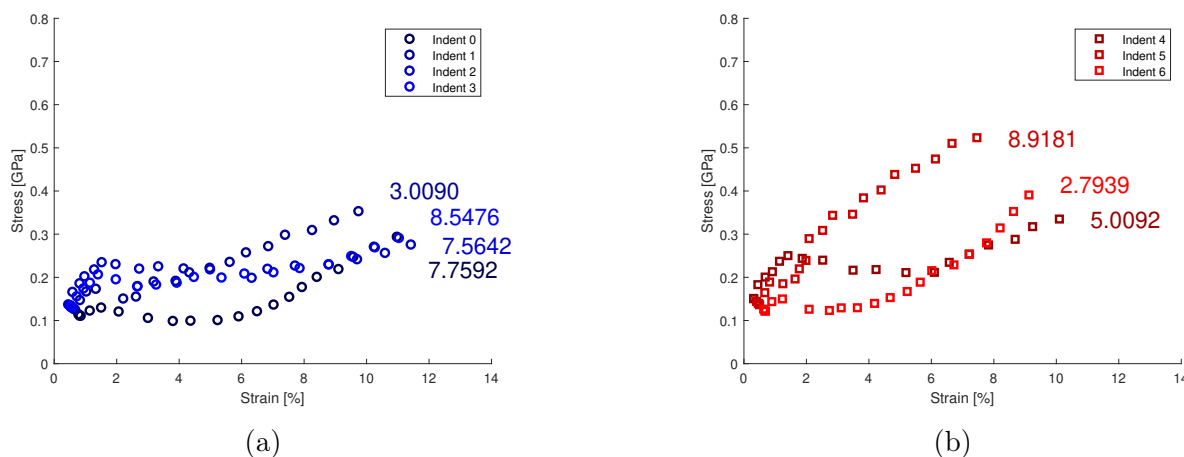 0.8
0.7
0.6
0.5
0.4
0.3
0.2
0.1
0
Stress [GPa]
0 2 4 6 8 10 12 14
Strain [%]
Indent 0
Indent 1
Indent 2
Indent 3
3.0090
8.5476
7.5642
7.7592
(a)
0.8
0.7
0.6
0.5
0.4
0.3
0.2
0.1
0
Stress [GPa]
0 2 4 6 8 10 12 14
Strain [%]
Indent 4
Indent 5
Indent 6
8.9181
2.7939
5.0092
(b)